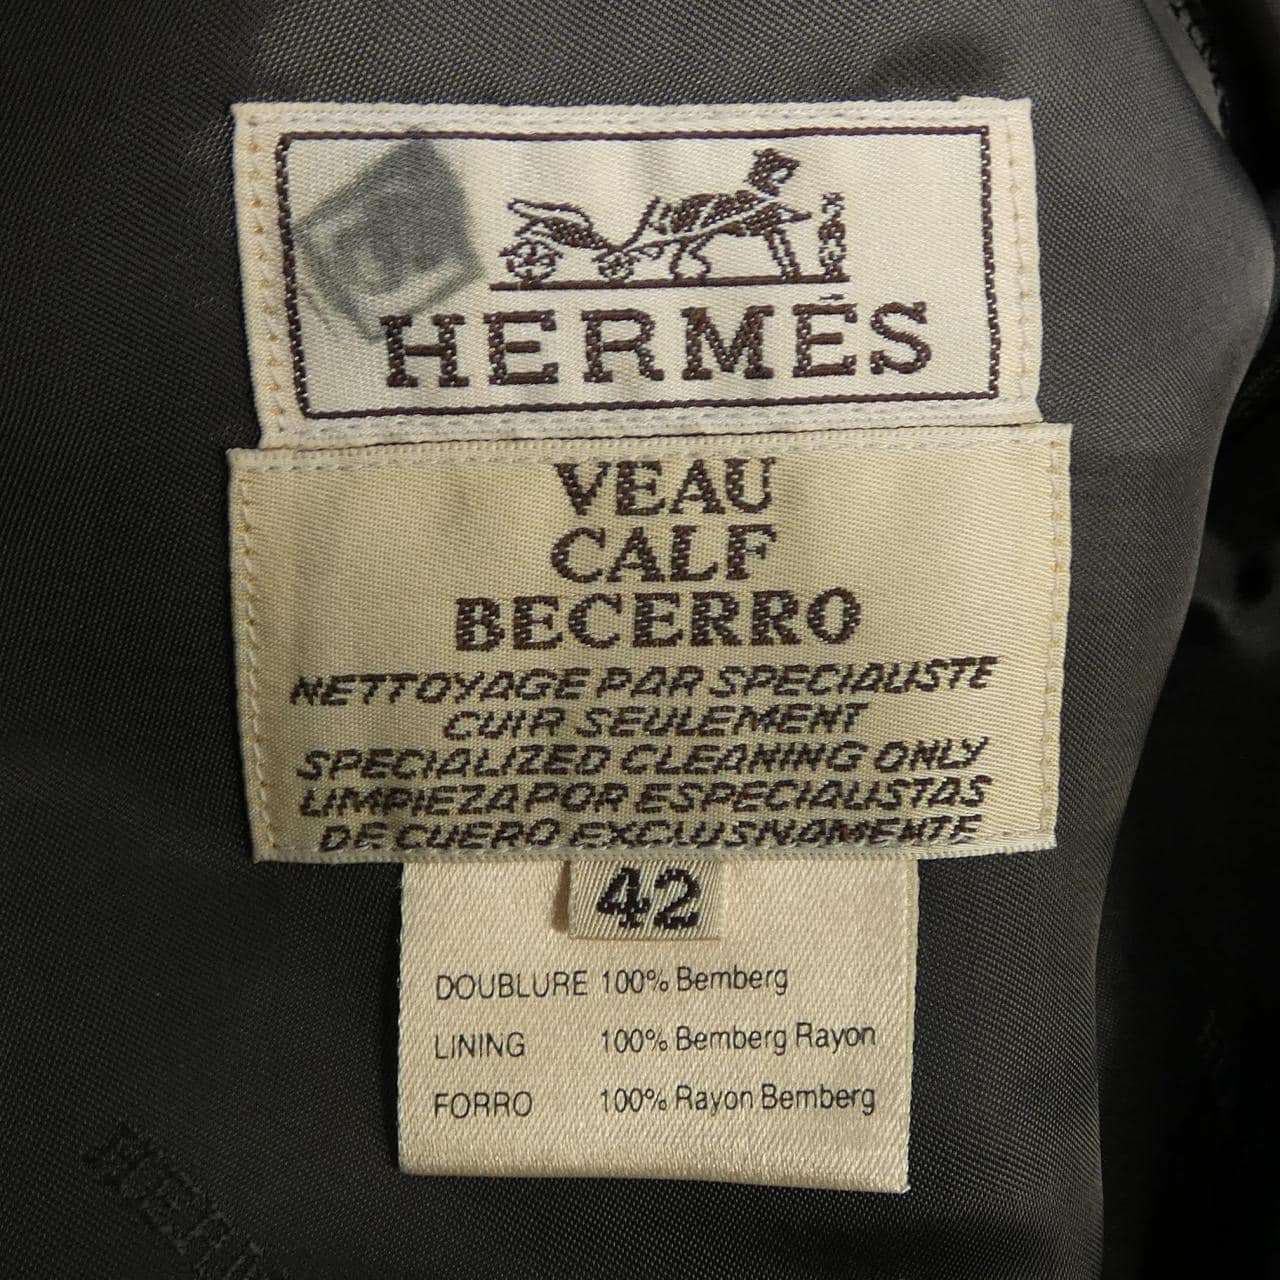 HERMÈS
VEAU
CALF
BECERRO
NETTOYAGE PAR SPECIALISTE
CUIR SEULEMENT
SPECIALIZED CLEANING ONLY
LIMPIEZA POR ESPECIALISTAS
DE CUERO EXCLUSIVAMENTE
42
DOUBLURE 100% Bemberg
LINING 100% Bemberg Rayon
FORRO 100% Rayon Bemberg